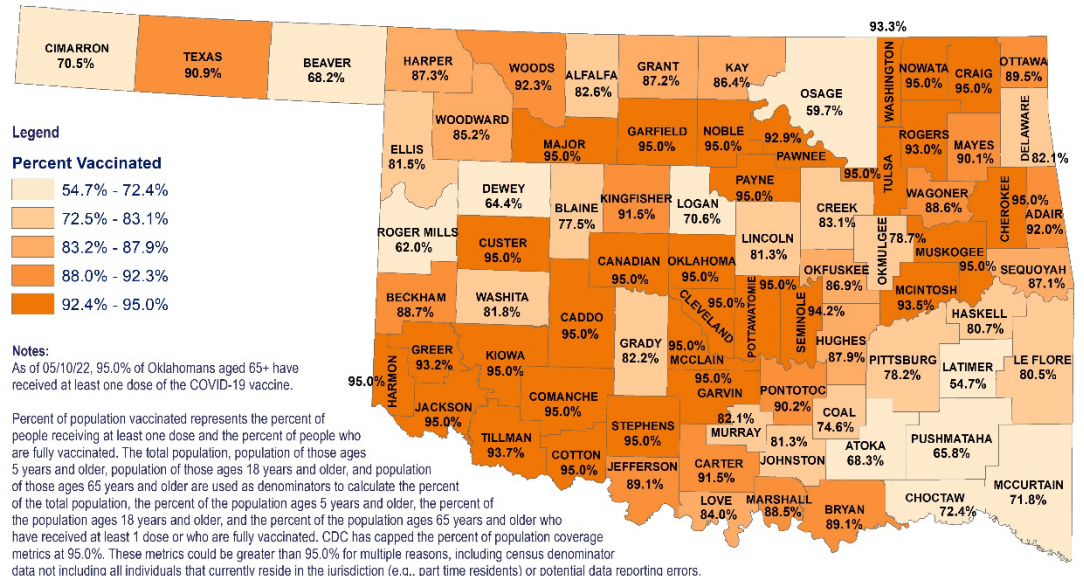 93.3%
CIMARRON
70.5%
TEXAS
90.9%
BEAVER
68.2%
HARPER
87.3%
WOODS
92.3%
ALFALFA
82.6%
GRANT
87.2%
KAY
86.4%
OSAGE
59.7%
WASHINGTON
NOWATA
95.0%
CRAIG
95.0%
OTTAWA
89.5%
WOODWARD
85.2%
ELLIS
81.5%
MAJOR
95.0%
GARFIELD
95.0%
NOBLE
95.0%
92.9%
PAWNEE
ROGERS
93.0%
MAYES
90.1%
DELAWARE
82.1%
Legend
Percent Vaccinated
54.7% - 72.4%
72.5% - 83.1%
83.2% - 87.9%
88.0% - 92.3%
92.4% - 95.0%
DEWEY
64.4%
BLAINE
77.5%
KINGFISHER
91.5%
LOGAN
70.6%
PAYNE
95.0%
95.0%
TULSA
CREEK
83.1%
WAGONER
88.6%
CHEROKEE
95.0%
ADAIR
92.0%
ROGER MILLS
62.0%
CUSTER
95.0%
CANADIAN
95.0%
OKLAHOMA
95.0%
LINCOLN
81.3%
OKMULGEE
78.7%
MUSKOGEE
95.0%
SEQUOYAH
87.1%
BECKHAM
88.7%
WASHITA
81.8%
CADDO
95.0%
GRADY
82.2%
CLEVELAND
95.0%
POTTAWATOMIE
95.0%
SEMINOLE
94.2%
OKFUSKEE
86.9%
MCINTOSH
93.5%
HASKELL
80.7%
HUGHES
87.9%
PITTSBURG
78.2%
LATIMER
54.7%
LE FLORE
80.5%
Notes:
As of 05/10/22, 95.0% of Oklahomans aged 65+ have
received at least one dose of the COVID-19 vaccine.
GREER
93.2%
KIOWA
95.0%
95.0%
MCCLAIN
95.0%
HARMON
JACKSON
95.0%
COMANCHE
95.0%
95.0%
GARVIN
PONTOTOC
90.2%
COAL
74.6%
TILLMAN
93.7%
COTTON
95.0%
STEPHENS
95.0%
82.1%
MURRAY
81.3%
JOHNSTON
ATOKA
68.3%
PUSHMATAHA
65.8%
MCCURTAIN
71.8%
JEFFERSON
89.1%
CARTER
91.5%
LOVE
84.0%
MARSHALL
88.5%
BRYAN
89.1%
CHOCTAW
72.4%
Percent of population vaccinated represents the percent of
people receiving at least one dose and the percent of people who
are fully vaccinated. The total population, population of those ages
5 years and older, population of those ages 18 years and older, and population
of those ages 65 years and older are used as denominators to calculate the percent
of the total population, the percent of the population ages 5 years and older, the percent of
the population ages 18 years and older, and the percent of the population ages 65 years and older who
have received at least 1 dose or who are fully vaccinated. CDC has capped the percent of population coverage
metrics at 95.0%. These metrics could be greater than 95.0% for multiple reasons, including census denominator
data not including all individuals that currently reside in the jurisdiction (e.g., part time residents) or potential data reporting errors.